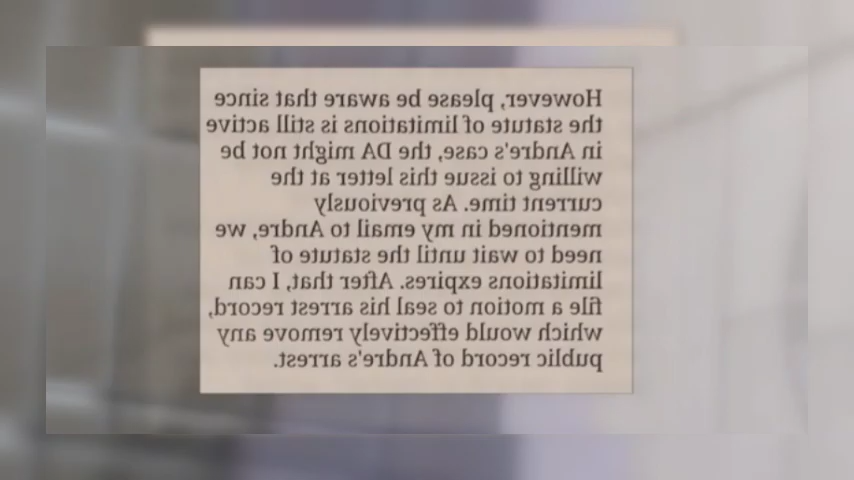 However, please be aware that since
the statute of limitations is still active
in Andre's case, the DA might not be
willing to issue this letter at the
current time. As previously
mentioned in my email to Andre, we
need to wait until the statute of
limitations expires. After that, I can
file a motion to seal his arrest record,
which would effectively remove any
public record of Andre's arrest.